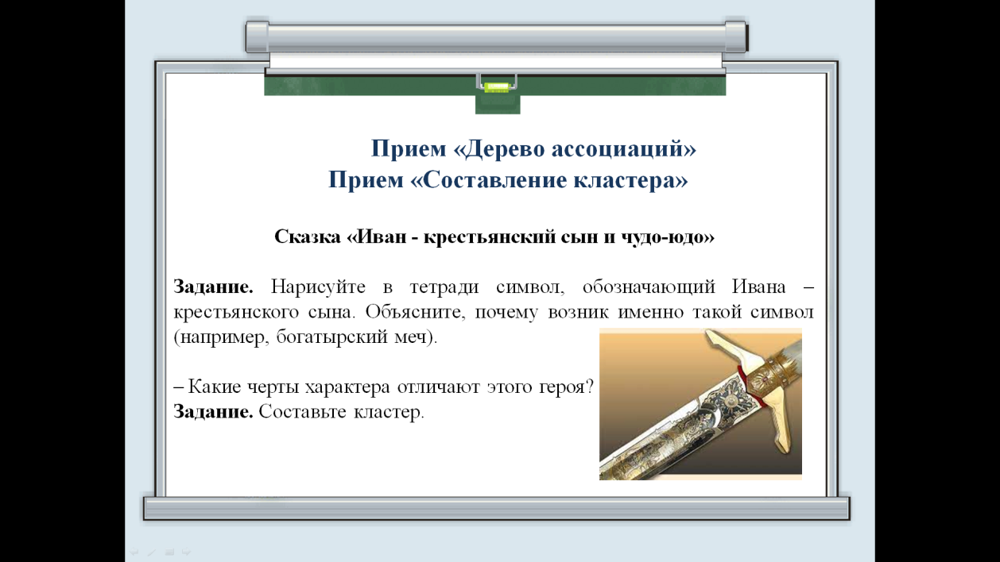 Прием «Дерево ассоциаций»
Прием «Составление кластера»
Сказка «Иван - крестьянский сын и чудо-юдо»
Задание. Нарисуйте в тетради символ, обозначающий Ивана –
крестьянского сына. Объясните, почему возник именно такой символ
(например, богатырский меч).
– Какие черты характера отличают этого героя?
Задание. Составьте кластер.